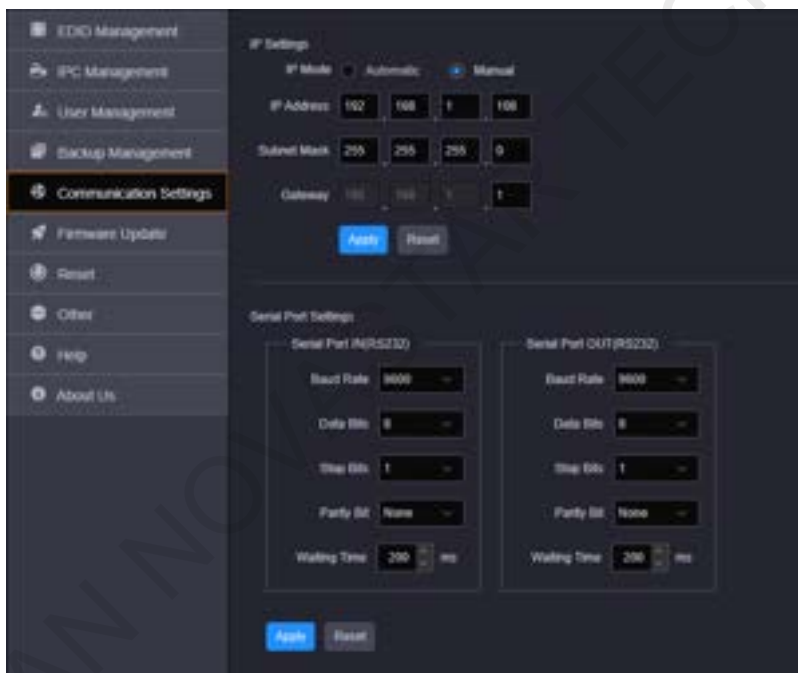 EDID Management
IPC Management
User Management
Backup Management
Communication Settings
Firmware Update
Reset
Other
Help
About Us
IP Settings
IP Mode Automatic Manual
IP Address 192 . 168 . 1 .
Subnet Mask 255 . 255 . 255 . 0
Gateway 192 . 168 . 1 . 1
Apply Reset
Serial Port Settings
Serial Port IN(RS232)
Baud Rate 9600
Data Bits 8
Stop Bits 1
Parity Bit None
Waiting Time 200 ms
Serial Port OUT(RS232)
Baud Rate 9600
Data Bits 8
Stop Bits 1
Parity Bit None
Waiting Time 200 ms
Apply Reset